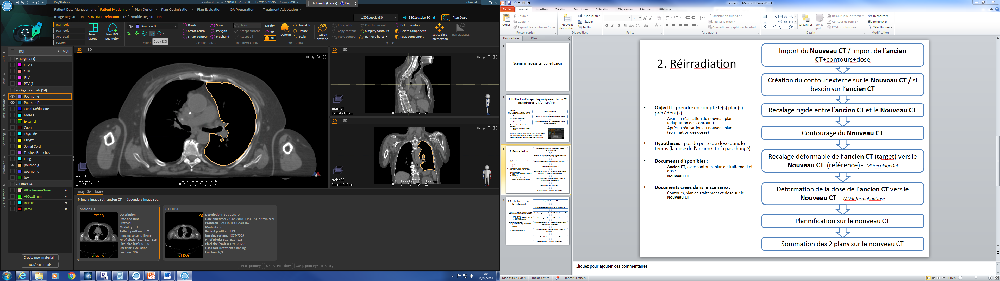 RayStation 6
Patient name: ANDREE BARBIER ID: 201603596 Case: CASE 2
FR French (France) Help
Clinical
Patient Data Management Patient Modeling Plan Design Plan Optimization Plan Evaluation QA Preparation Treatment Adaptation
Image Registration Structure Definition Deformable Registration
1801susclav30 1801susclav30 Plan Dose
ROI Tools
POI Tools
Approval
Fusion
Select layout
New ROI geometry
Poumon G
CURRE
Copy ROI
Brush Spline
Smart brush Polygon
Smart contour Freehand
CONTOURING
Show
Accept current
Accept all
INTERPOLATION
Mode:
2D
3D
Deform
Translate
Rotate
Scale
3D EDITING
Region growing
Interpolate Couch removal Delete contour
Copy contour Simplify contours Delete component
Paste contour Remove holes Keep component
EXTRAS
Set to slice intersection
ROI statistics
ROIs
POIs
Registrations
Scripting
Protocols
Visualization
ROI Matl
Targets (4)
CTV T
GTV
PTV
PTV (1)
Organs at risk (14)
Poumon G
Poumon D
Canal Médullaire
Moelle
External
Coeur
Thyroide
Larynx
Spinal Cord
Trachée Bronches
Lung
poumon g
poumon d
box
Other (4)
AIOinterieur-1mm
AIOext3mm
interieur
paroi
Create new material...
ROI/POI details
2D 3D
ancien CT
Transversal: 9.60 cm
Slice 58/115
0 1 2 3 4 5 6 7 cm
2D 3D
ancien CT
Sagittal: -0.10 cm
0 5 10 15 20 cm
2D 3D
ancien CT
Coronal: 0.10 cm
0 5 10 15 20 cm
Image Set Library
Primary image set: ancien CT Secondary image set: -
ancien CT
Primary
ancien CT
Description:
Date and time:
Protocol:
Modality: CT
Patient position: HFS
Imaging system: [None]
Nr of pixels: 512 512 115
Pixel size [cm]: 0.1 0.1
Used for: Evaluation
Fraction: N/A
CT DOSI
Reg
CT DOSI
Description: SUS CLAV D
Date and time: 23 Jan 2018, 11:33:23 (hr:min:sec)
Protocol: RACHIS THORAX/CRG
Modality: CT
Patient position: HFS
Imaging system: HOST-7569
Nr of pixels: 512 512 126
Pixel size [cm]: 0.129 0.129
Used for: Treatment planning
Fraction: N/A
Set as primary Set as secondary Swap primary/secondary
17:03
30/04/2018
Scenarii - Microsoft PowerPoint
Fichier Accueil Insertion Création Transitions Animations Diaporama Révision Affichage
Coller
Couper
Copier
Reproduire la mise en forme
Presse-papiers
Nouvelle diapositive
Disposition
Rétablir
Section
Diapositives
12
Police
Orientation du texte
Aligner le texte
Convertir en graphique SmartArt
Paragraphe
Organiser
Styles rapides
Remplissage de forme
Contour de forme
Effets sur la forme
Dessin
Rechercher
Remplacer
Sélectionner
Modification
Diapositives Plan
1
Scenarii nécessitant une fusion
2
1. Utilisation d'images diagnostiques en plus du CT
dosimétrique - CT / CT-TEP / IRM -
3
2. Réirradiation
4
3. Evaluation en cours
de traitement
2. Réirradiation
• Objectif : prendre en compte le(s) plan(s)
précédent(s)
– Avant la réalisation du nouveau plan
(adaptation des contours)
– Après la réalisation du nouveau plan
(sommation des doses)
• Hypothèses : pas de perte de dose dans le
temps (la dose de l'ancien CT n'a pas changé)
• Documents disponibles :
– Ancien CT, avec contours, plan de traitement et
dose
– Nouveau CT
• Documents créés dans le scénario :
– Contours, plan de traitement et dose sur le
Nouveau CT
Import du Nouveau CT / Import de l'ancien
CT+contours+dose
Création du contour externe sur le Nouveau CT / si
besoin sur l'ancien CT
Recalage rigide entre l'ancien CT et le Nouveau CT
Contourage du Nouveau CT
Recalage déformable de l'ancien CT (target) vers le
Nouveau CT (référence) - MOrecalageDef
Déformation de la dose de l'ancien CT vers le
Nouveau CT – MOdeformationDose
Plannification sur le nouveau CT
Sommation des 2 plans sur le nouveau CT
Cliquez pour ajouter des commentaires
Diapositive 3 de 4 "Thème Office" Français (France)
116 %